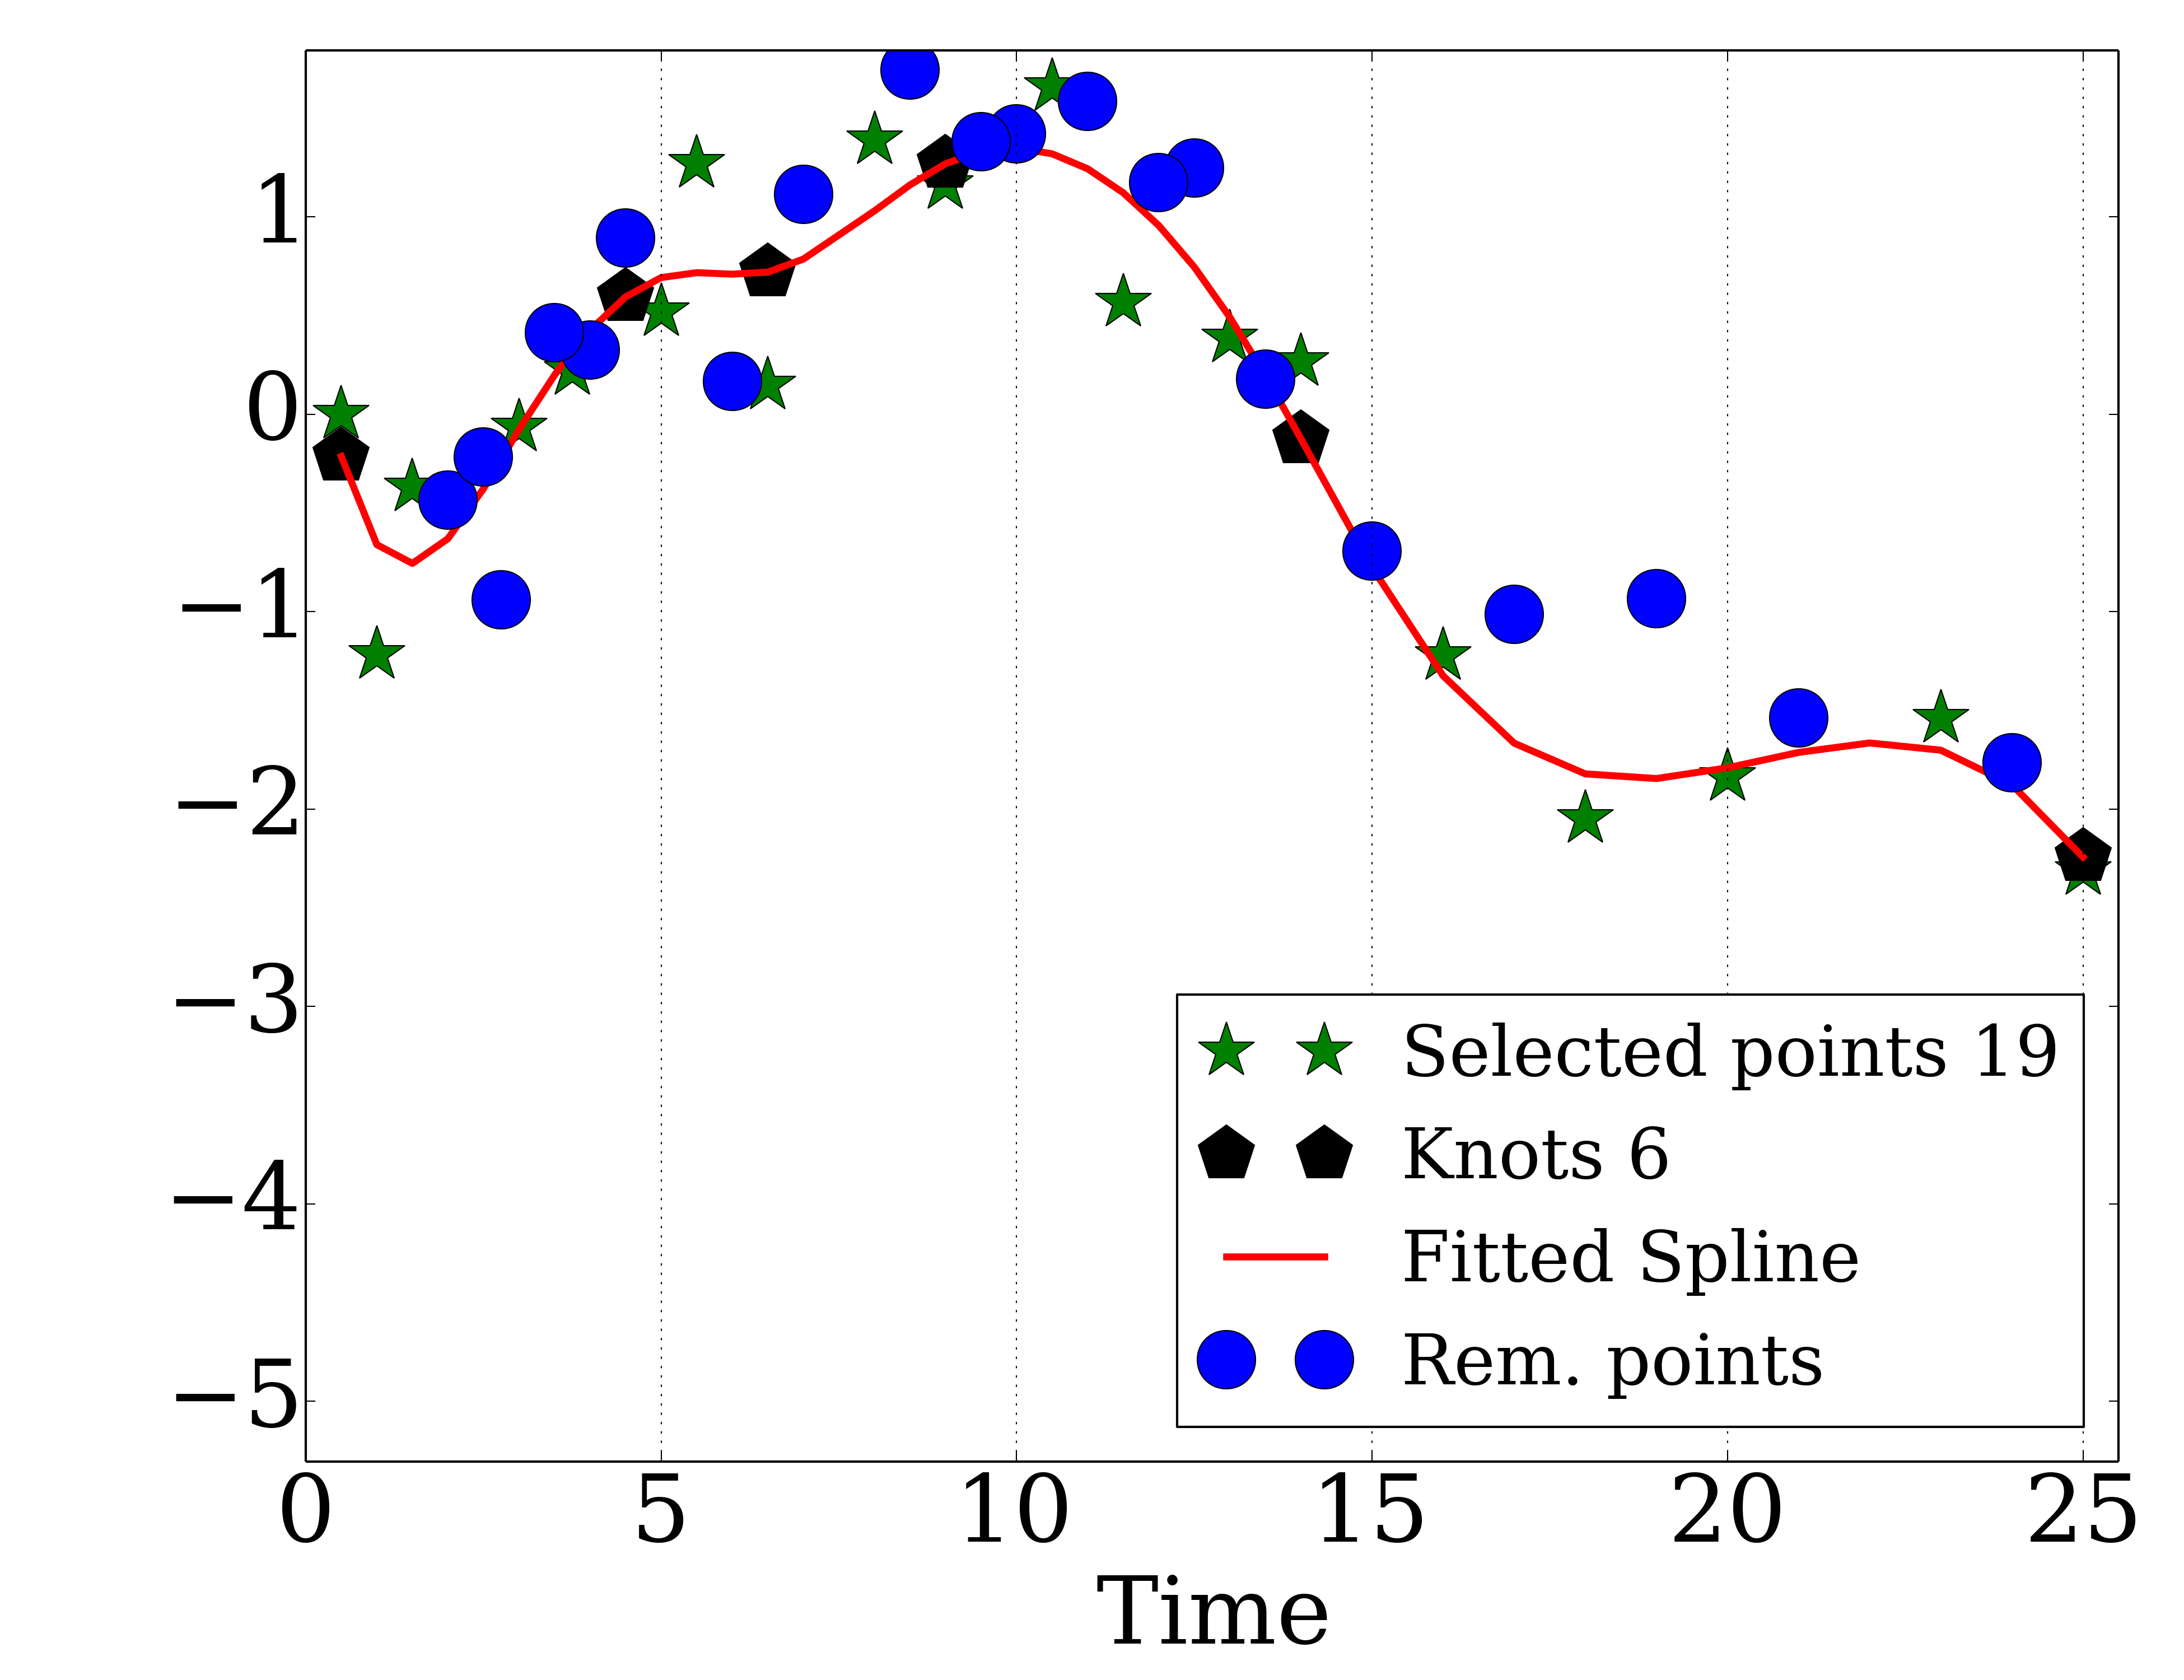 1
0
−1
−2
−3
−4
−5
Selected points 19
Knots 6
Fitted Spline
Rem. points
0 5 10 15 20 25
Time